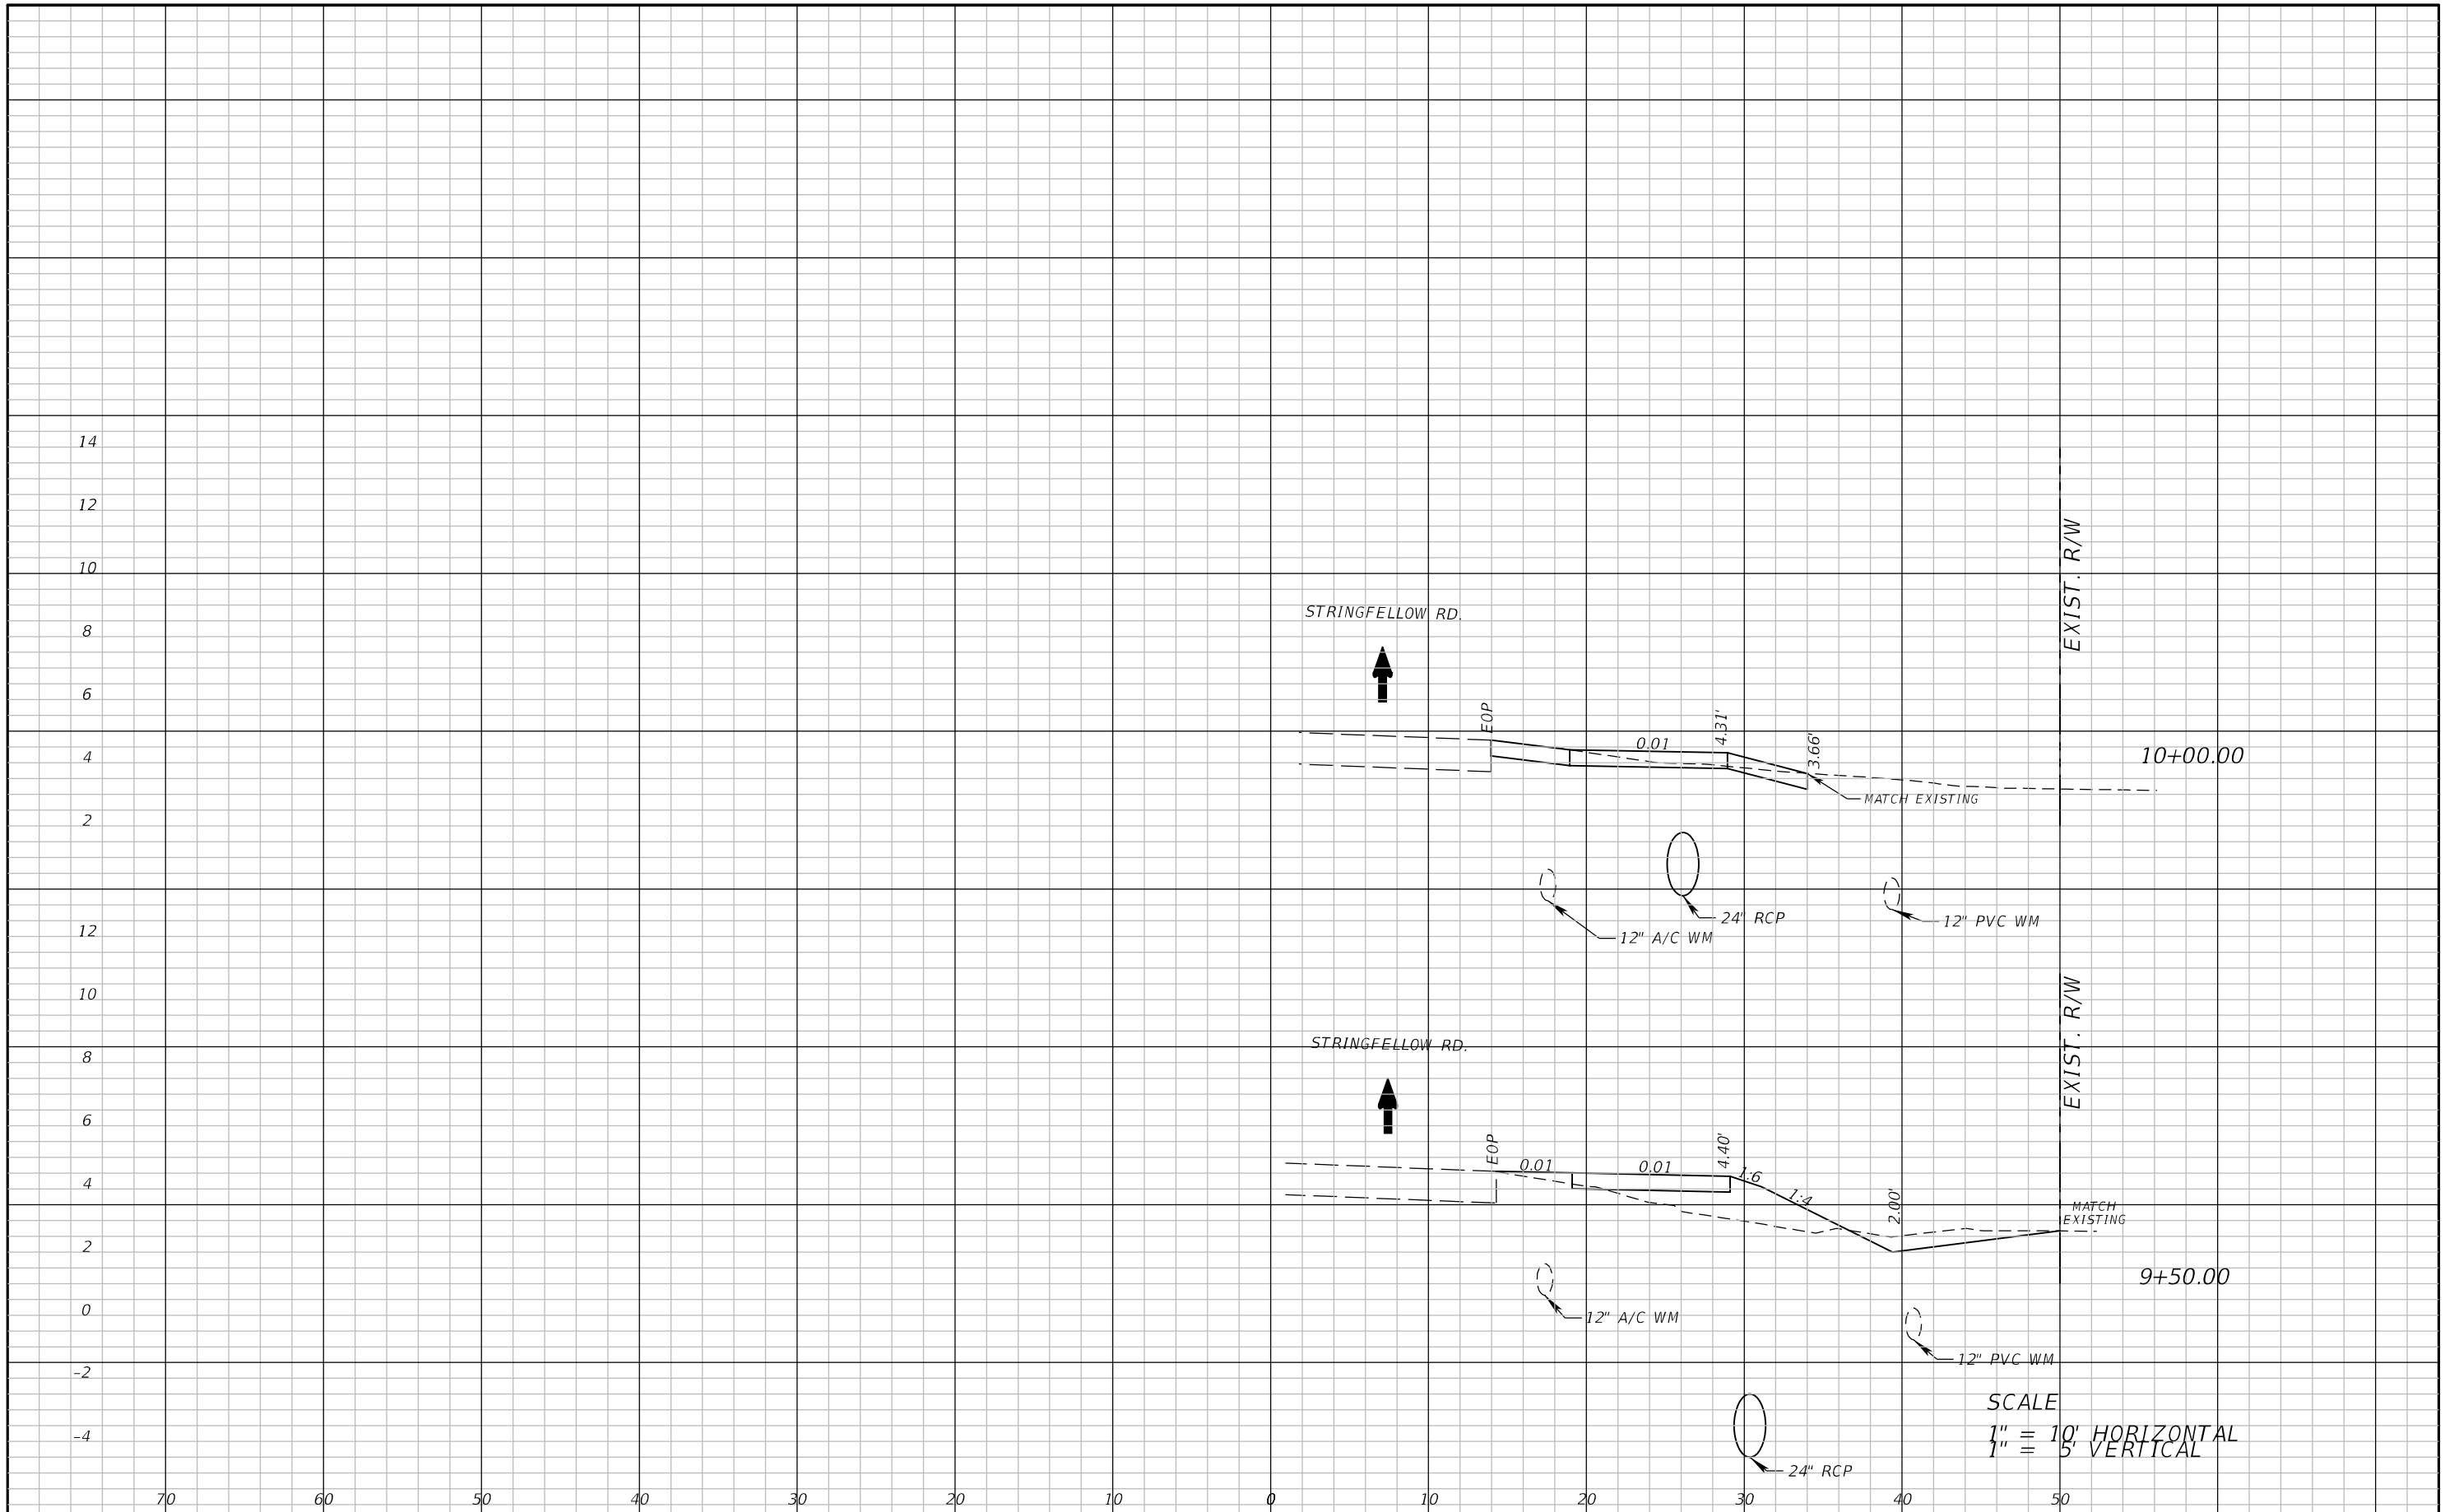 14
12
10
STRINGFELLOW RD.
8
6
EOP
4.31'
0.01
3.66'
EXIST. R/W
10+00.00
4
MATCH EXISTING
2
24" RCP
12" PVC WM
12" A/C WM
12
10
STRINGFELLOW RD.
8
EXIST. R/W
6
EOP
0.01
0.01
4.40'
1:6
1:4
2.00'
MATCH
EXISTING
4
2
9+50.00
0
12" A/C WM
12" PVC WM
-2
SCALE
1" = 10' HORIZONTAL
1" = 5' VERTICAL
-4
24" RCP
70 60 50 40 30 20 10 0 10 20 30 40 50